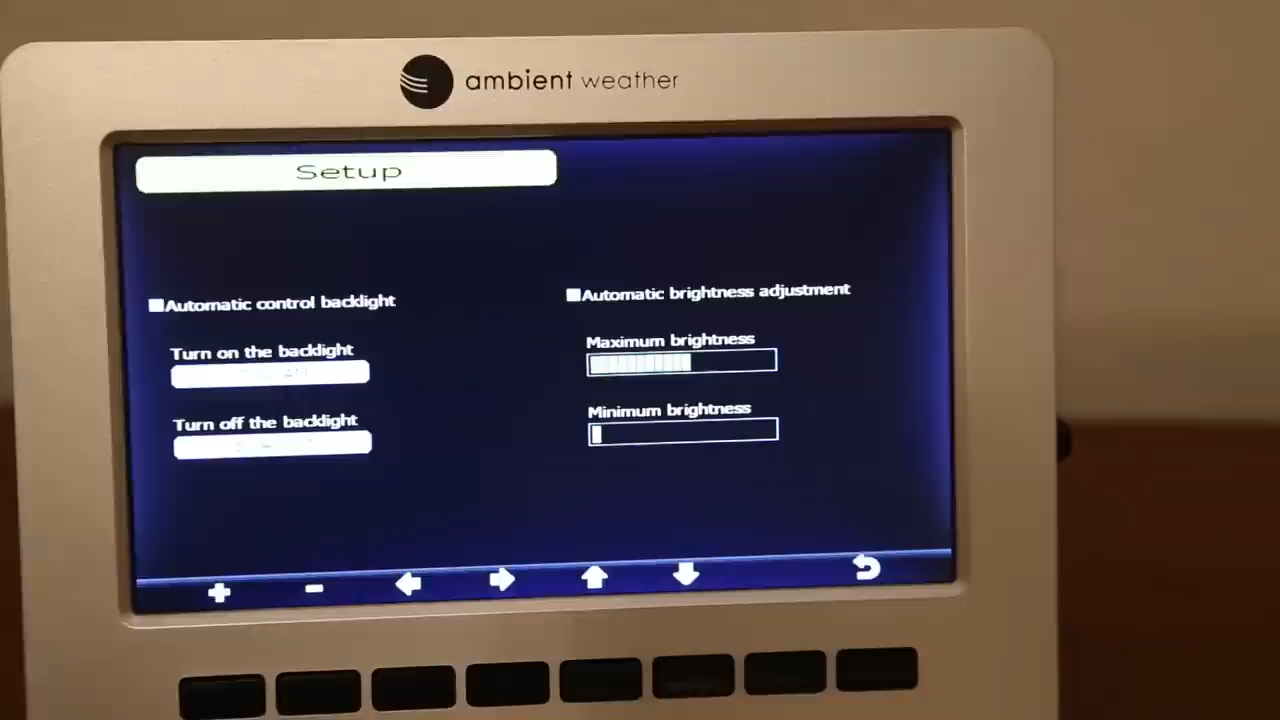 ambient weather
Setup
Automatic control backlight
Turn on the backlight
Turn off the backlight
Automatic brightness adjustment
Maximum brightness
Minimum brightness